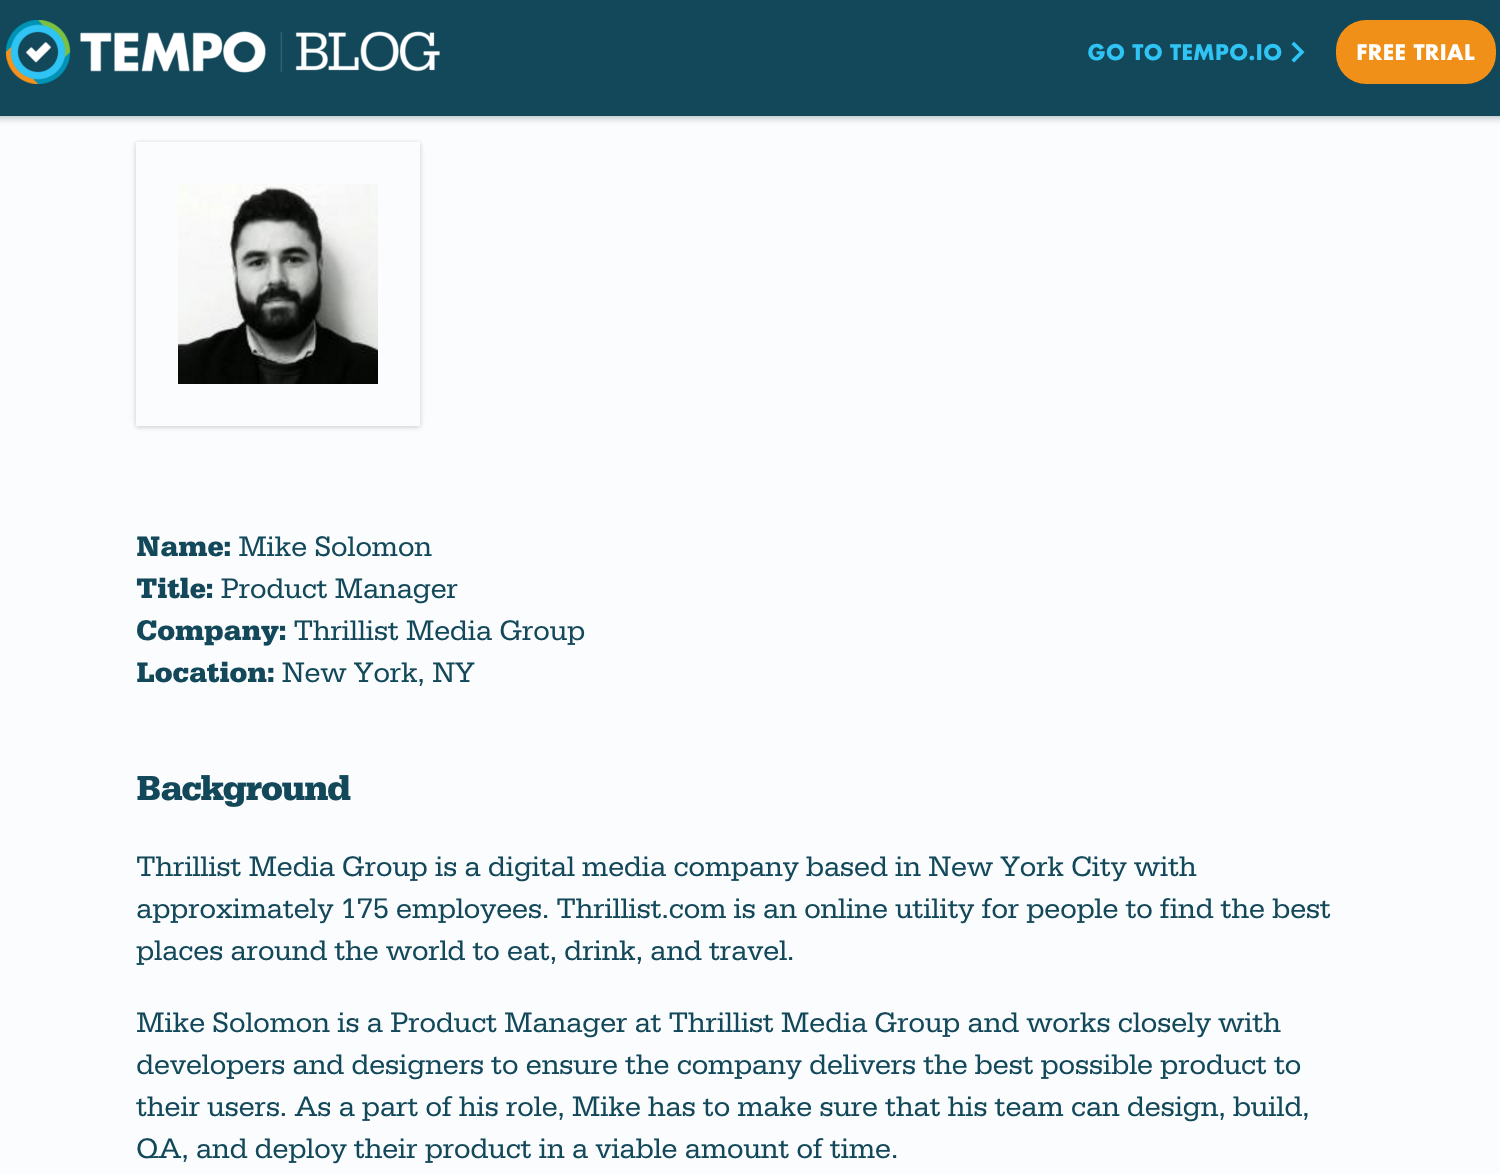 TEMPO BLOG
GO TO TEMPO.IO
FREE TRIAL
Name: Mike Solomon
Title: Product Manager
Company: Thrillist Media Group
Location: New York, NY
Background
Thrillist Media Group is a digital media company based in New York City with
approximately 175 employees. Thrillist.com is an online utility for people to find the best
places around the world to eat, drink, and travel.
Mike Solomon is a Product Manager at Thrillist Media Group and works closely with
developers and designers to ensure the company delivers the best possible product to
their users. As a part of his role, Mike has to make sure that his team can design, build,
QA, and deploy their product in a viable amount of time.